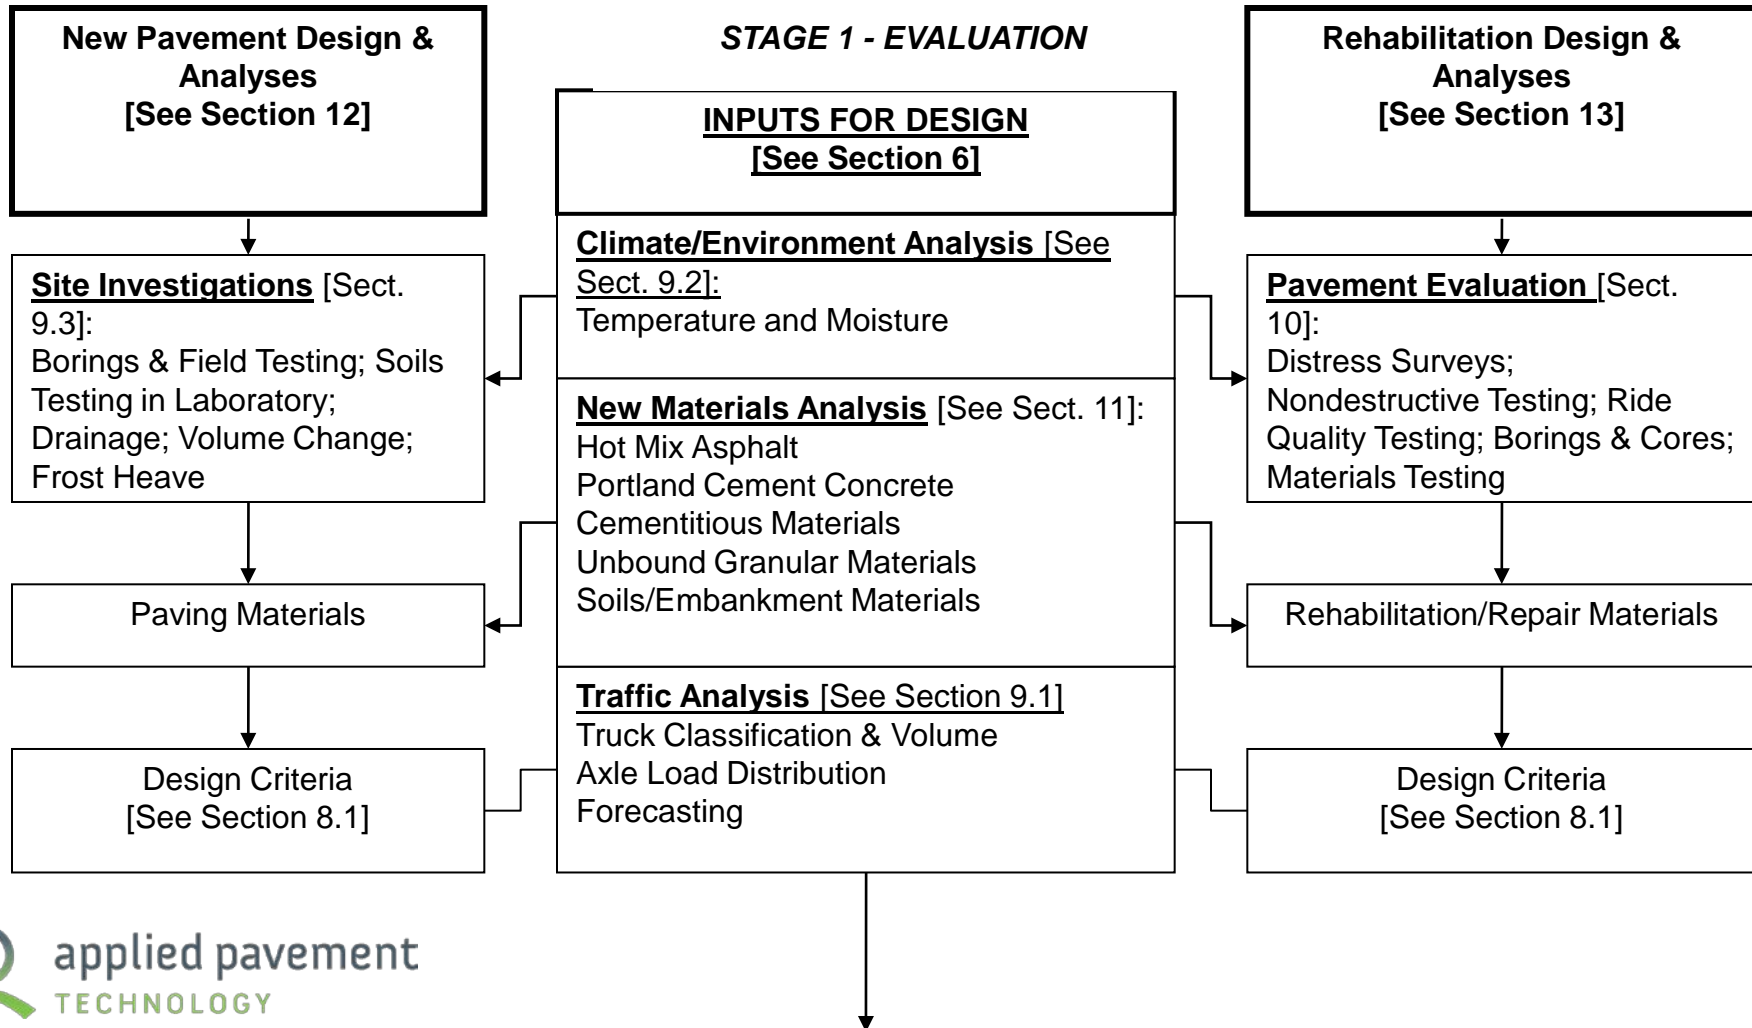 New Pavement Design &
Analyses
[See Section 12]
STAGE 1 - EVALUATION
Rehabilitation Design &
Analyses
[See Section 13]
INPUTS FOR DESIGN
[See Section 6]
Site Investigations [Sect.
9.3]:
Borings & Field Testing; Soils
Testing in Laboratory;
Drainage; Volume Change;
Frost Heave
Climate/Environment Analysis [See
Sect. 9.2]:
Temperature and Moisture
Pavement Evaluation [Sect.
10]:
Distress Surveys;
Nondestructive Testing; Ride
Quality Testing; Borings & Cores;
Materials Testing
New Materials Analysis [See Sect. 11]:
Hot Mix Asphalt
Portland Cement Concrete
Cementitious Materials
Unbound Granular Materials
Soils/Embankment Materials
Paving Materials
Rehabilitation/Repair Materials
Traffic Analysis [See Section 9.1]
Truck Classification & Volume
Axle Load Distribution
Forecasting
Design Criteria
[See Section 8.1]
Design Criteria
[See Section 8.1]
applied pavement
TECHNOLOGY